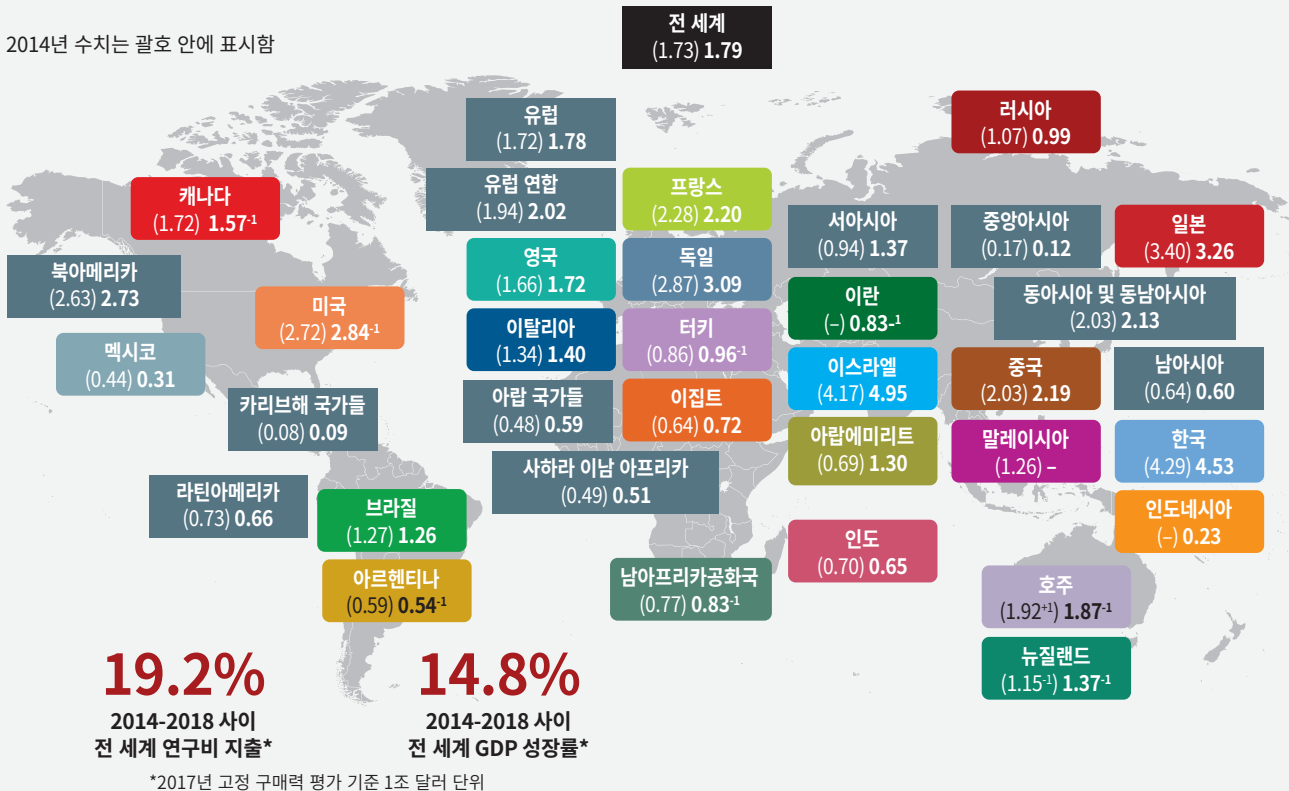 2014년 수치는 괄호 안에 표시함
전 세계
(1.73) 1.79
유럽
(1.72) 1.78
러시아
(1.07) 0.99
유럽 연합
(1.94) 2.02
프랑스
(2.28) 2.20
캐나다
(1.72) 1.57-1
서아시아
(0.94) 1.37
중앙아시아
(0.17) 0.12
일본
(3.40) 3.26
영국
(1.66) 1.72
독일
(2.87) 3.09
북아메리카
(2.63) 2.73
미국
(2.72) 2.84-1
이란
(–) 0.83-1
동아시아 및 동남아시아
(2.03) 2.13
이탈리아
(1.34) 1.40
터키
(0.86) 0.96-1
멕시코
(0.44) 0.31
이스라엘
(4.17) 4.95
중국
(2.03) 2.19
남아시아
(0.64) 0.60
카리브해 국가들
(0.08) 0.09
아랍 국가들
(0.48) 0.59
이집트
(0.64) 0.72
아랍에미리트
(0.69) 1.30
말레이시아
(1.26) –
한국
(4.29) 4.53
사하라 이남 아프리카
(0.49) 0.51
라틴아메리카
(0.73) 0.66
브라질
(1.27) 1.26
인도네시아
(–) 0.23
인도
(0.70) 0.65
아르헨티나
(0.59) 0.54-1
남아프리카공화국
(0.77) 0.83-1
호주
(1.92+1) 1.87-1
뉴질랜드
(1.15-1) 1.37-1
19.2%
2014-2018 사이
전 세계 연구비 지출*
14.8%
2014-2018 사이
전 세계 GDP 성장률*
*2017년 고정 구매력 평가 기준 1조 달러 단위